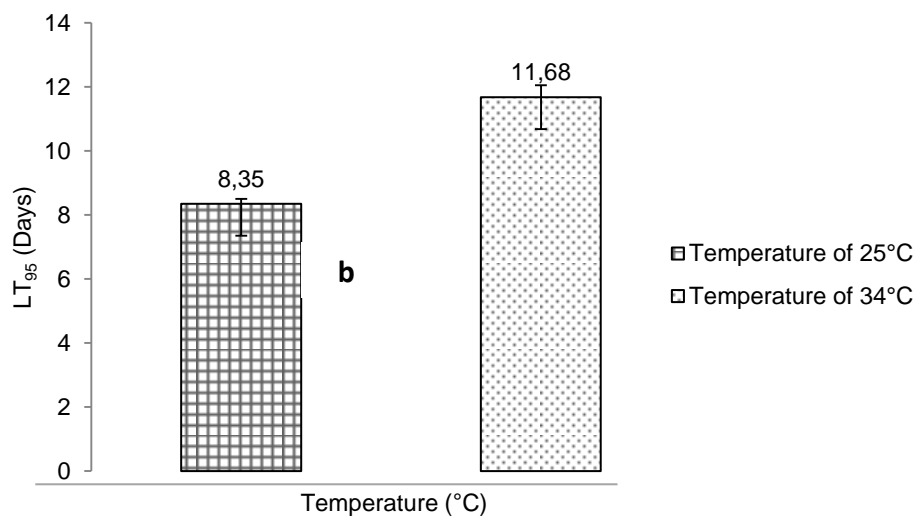 14
12
10
8
6
4
2
0
LT₉₅ (Days)
8,35
11,68
b
Temperature (°C)
Temperature of 25°C
Temperature of 34°C